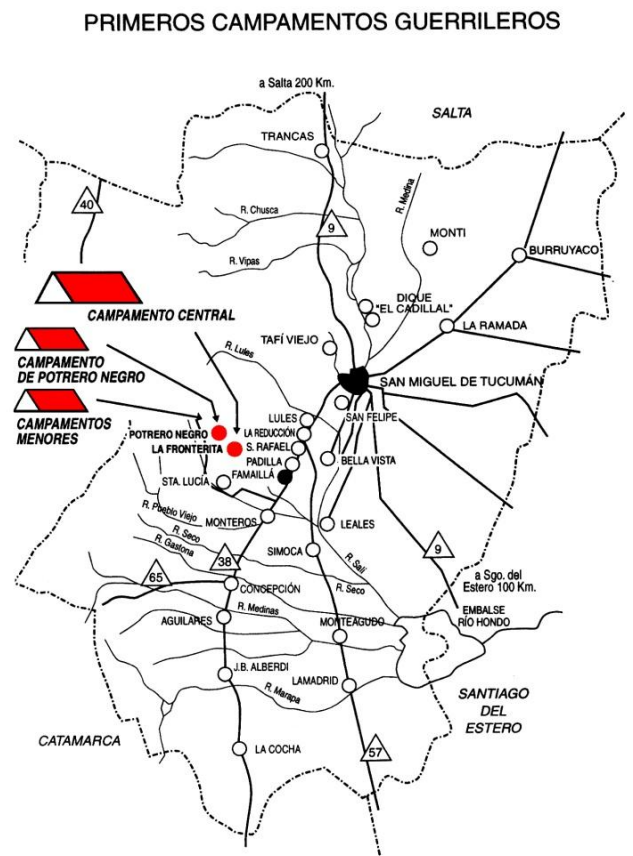 PRIMEROS CAMPAMENTOS GUERRILEROS
a Salta 200 Km.
SALTA
TRANCAS
40
R. Chusca
R. Medina
9
MONTI
BURRUYACO
R. Vipas
DIQUE
"EL CADILLAL"
CAMPAMENTO CENTRAL
LA RAMADA
TAFÍ VIEJO
R. Lules
CAMPAMENTO
DE POTRERO NEGRO
SAN MIGUEL DE TUCUMÁN
CAMPAMENTOS
MENORES
LULES
SAN FELIPE
POTRERO NEGRO
LA REDUCCIÓN
LA FRONTERITA
S. RAFAEL
PADILLA
BELLA VISTA
FAMAILLÁ
STA. LUCÍA
R. Pueblo Viejo
MONTEROS
LEALES
R. Seco
R. Gastona
SIMOCA
R. Salí
9
38
65
a Sgo. del
Estero 100 Km.
CONCEPCIÓN
R. Seco
EMBALSE
RÍO HONDO
R. Medinas
AGUILARES
MONTEAGUDO
J.B. ALBERDI
LAMADRID
R. Marapa
SANTIAGO
DEL
ESTERO
CATAMARCA
LA COCHA
57